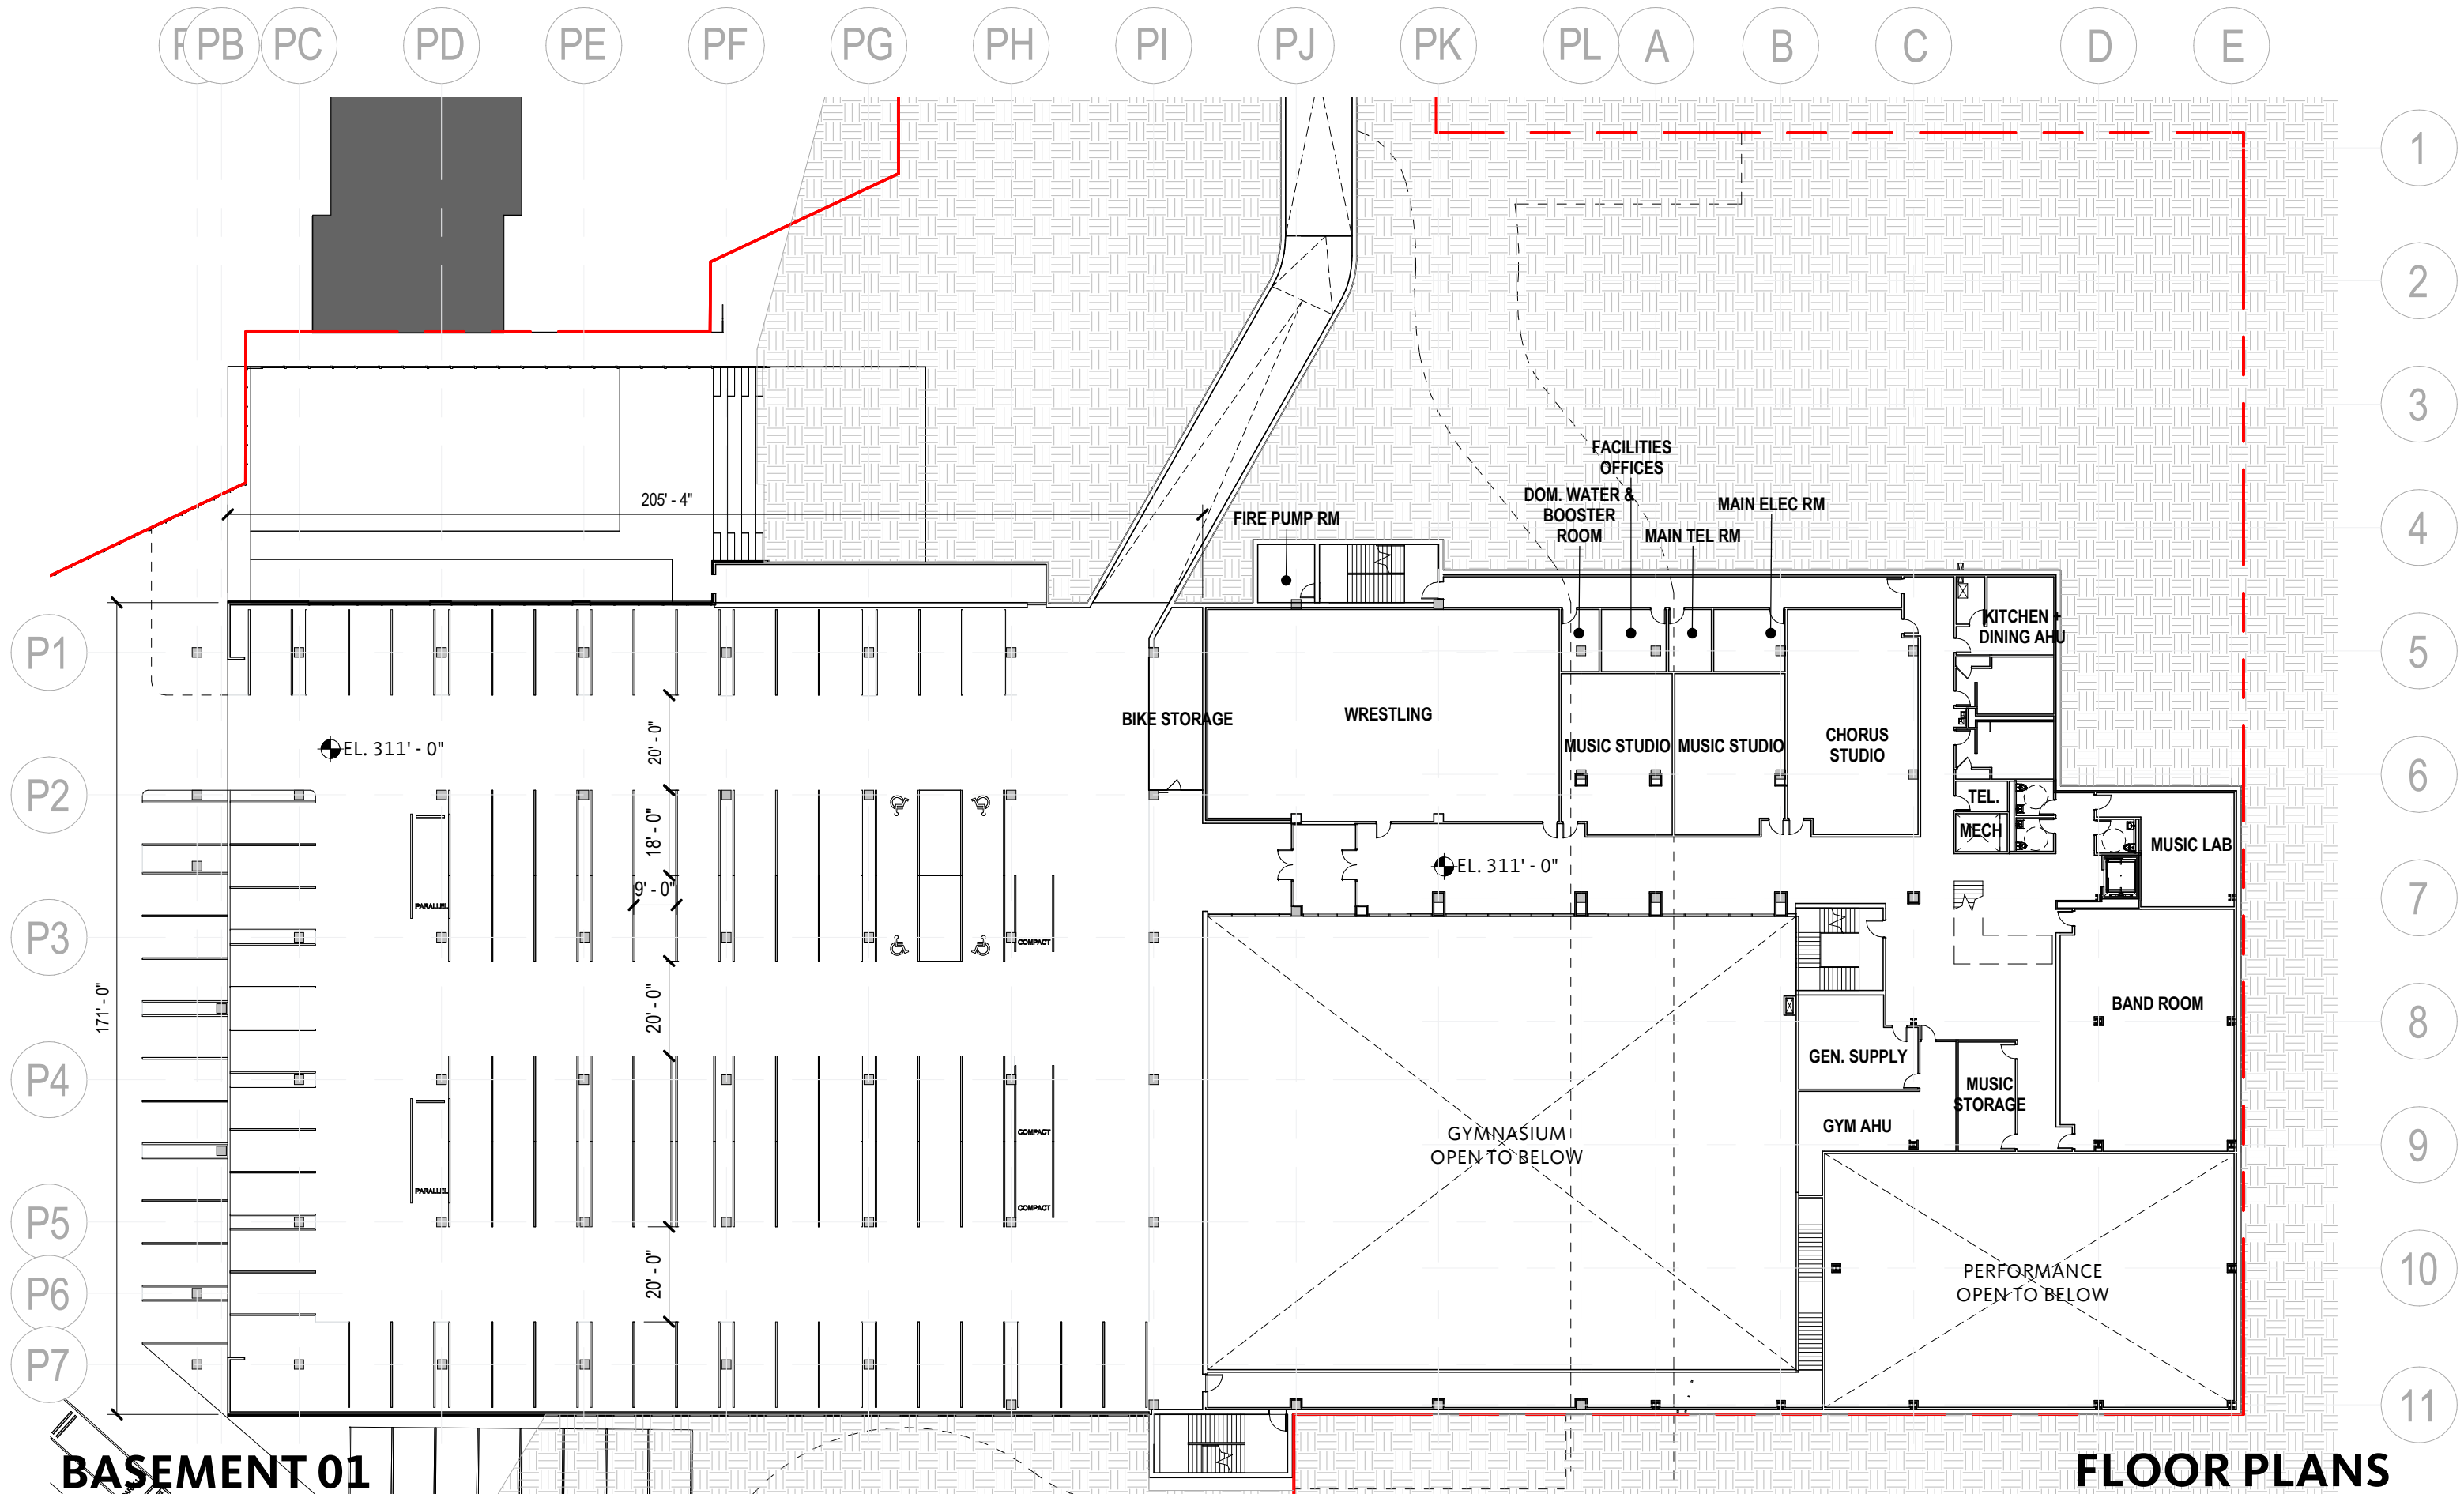 PB
PC
PD
PE
PF
PG
PH
PI
PJ
PK
PL
A
B
C
D
E
1
2
3
4
5
6
7
8
9
10
11
P1
P2
P3
P4
P5
P6
P7
205' - 4"
171' - 0"
FIRE PUMP RM
DOM. WATER &
BOOSTER
ROOM
FACILITIES
OFFICES
MAIN TEL RM
MAIN ELEC RM
KITCHEN +
DINING AHU
BIKE STORAGE
WRESTLING
MUSIC STUDIO
MUSIC STUDIO
CHORUS
STUDIO
TEL.
MECH
MUSIC LAB
EL. 311' - 0"
EL. 311' - 0"
20' - 0"
18' - 0"
9' - 0"
20' - 0"
20' - 0"
PARALLEL
COMPACT
COMPACT
PARALLEL
COMPACT
BAND ROOM
GEN. SUPPLY
MUSIC
STORAGE
GYM AHU
GYMNASIUM
OPEN TO BELOW
PERFORMANCE
OPEN TO BELOW
BASEMENT 01
FLOOR PLANS